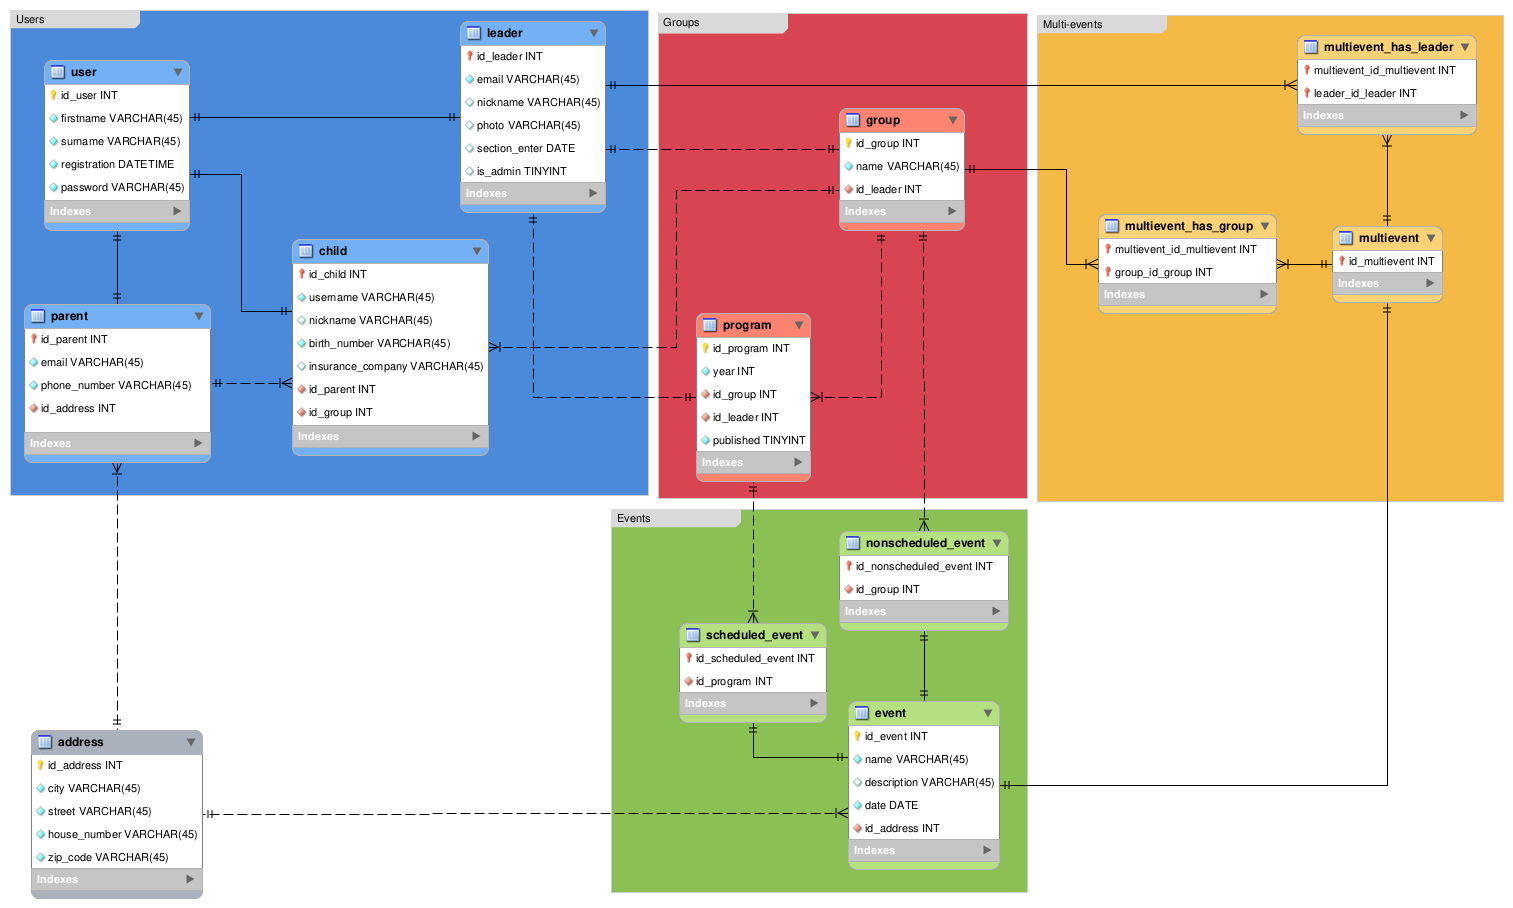 Users
user
id_user INT
firstname VARCHAR(45)
surname VARCHAR(45)
registration DATETIME
password VARCHAR(45)
Indexes
leader
id_leader INT
email VARCHAR(45)
nickname VARCHAR(45)
photo VARCHAR(45)
section_enter DATE
is_admin TINYINT
Indexes
child
id_child INT
username VARCHAR(45)
nickname VARCHAR(45)
birth_number VARCHAR(45)
insurance_company VARCHAR(45)
id_parent INT
id_group INT
Indexes
parent
id_parent INT
email VARCHAR(45)
phone_number VARCHAR(45)
id_address INT
Indexes
Groups
group
id_group INT
name VARCHAR(45)
id_leader INT
Indexes
program
id_program INT
year INT
id_group INT
id_leader INT
published TINYINT
Indexes
Multi-events
multievent_has_leader
multievent_id_multievent INT
leader_id_leader INT
Indexes
multievent_has_group
multievent_id_multievent INT
group_id_group INT
Indexes
multievent
id_multievent INT
Indexes
Events
nonscheduled_event
id_nonscheduled_event INT
id_group INT
Indexes
scheduled_event
id_scheduled_event INT
id_program INT
Indexes
event
id_event INT
name VARCHAR(45)
description VARCHAR(45)
date DATE
id_address INT
Indexes
address
id_address INT
city VARCHAR(45)
street VARCHAR(45)
house_number VARCHAR(45)
zip_code VARCHAR(45)
Indexes